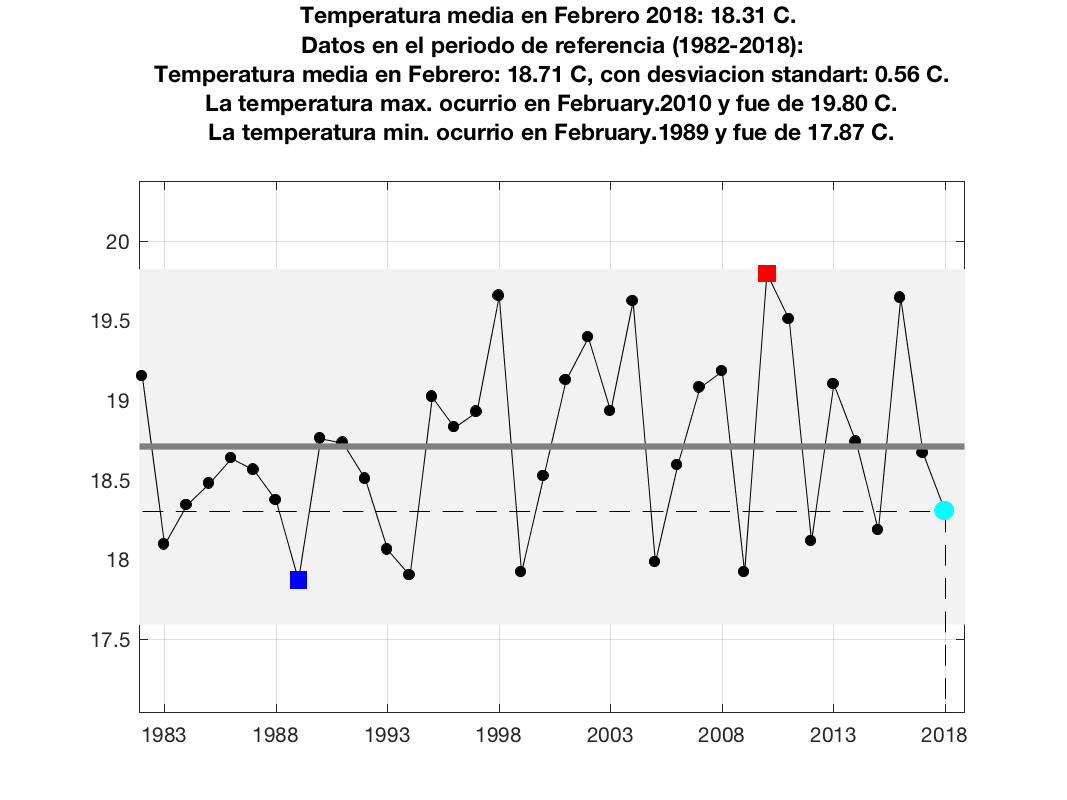 Temperatura media en Febrero 2018: 18.31 C.
Datos en el periodo de referencia (1982-2018):
Temperatura media en Febrero: 18.71 C, con desviacion standart: 0.56 C.
La temperatura max. ocurrio en February.2010 y fue de 19.80 C.
La temperatura min. ocurrio en February.1989 y fue de 17.87 C.
20
19.5
19
18.5
18
17.5
1983 1988 1993 1998 2003 2008 2013 2018